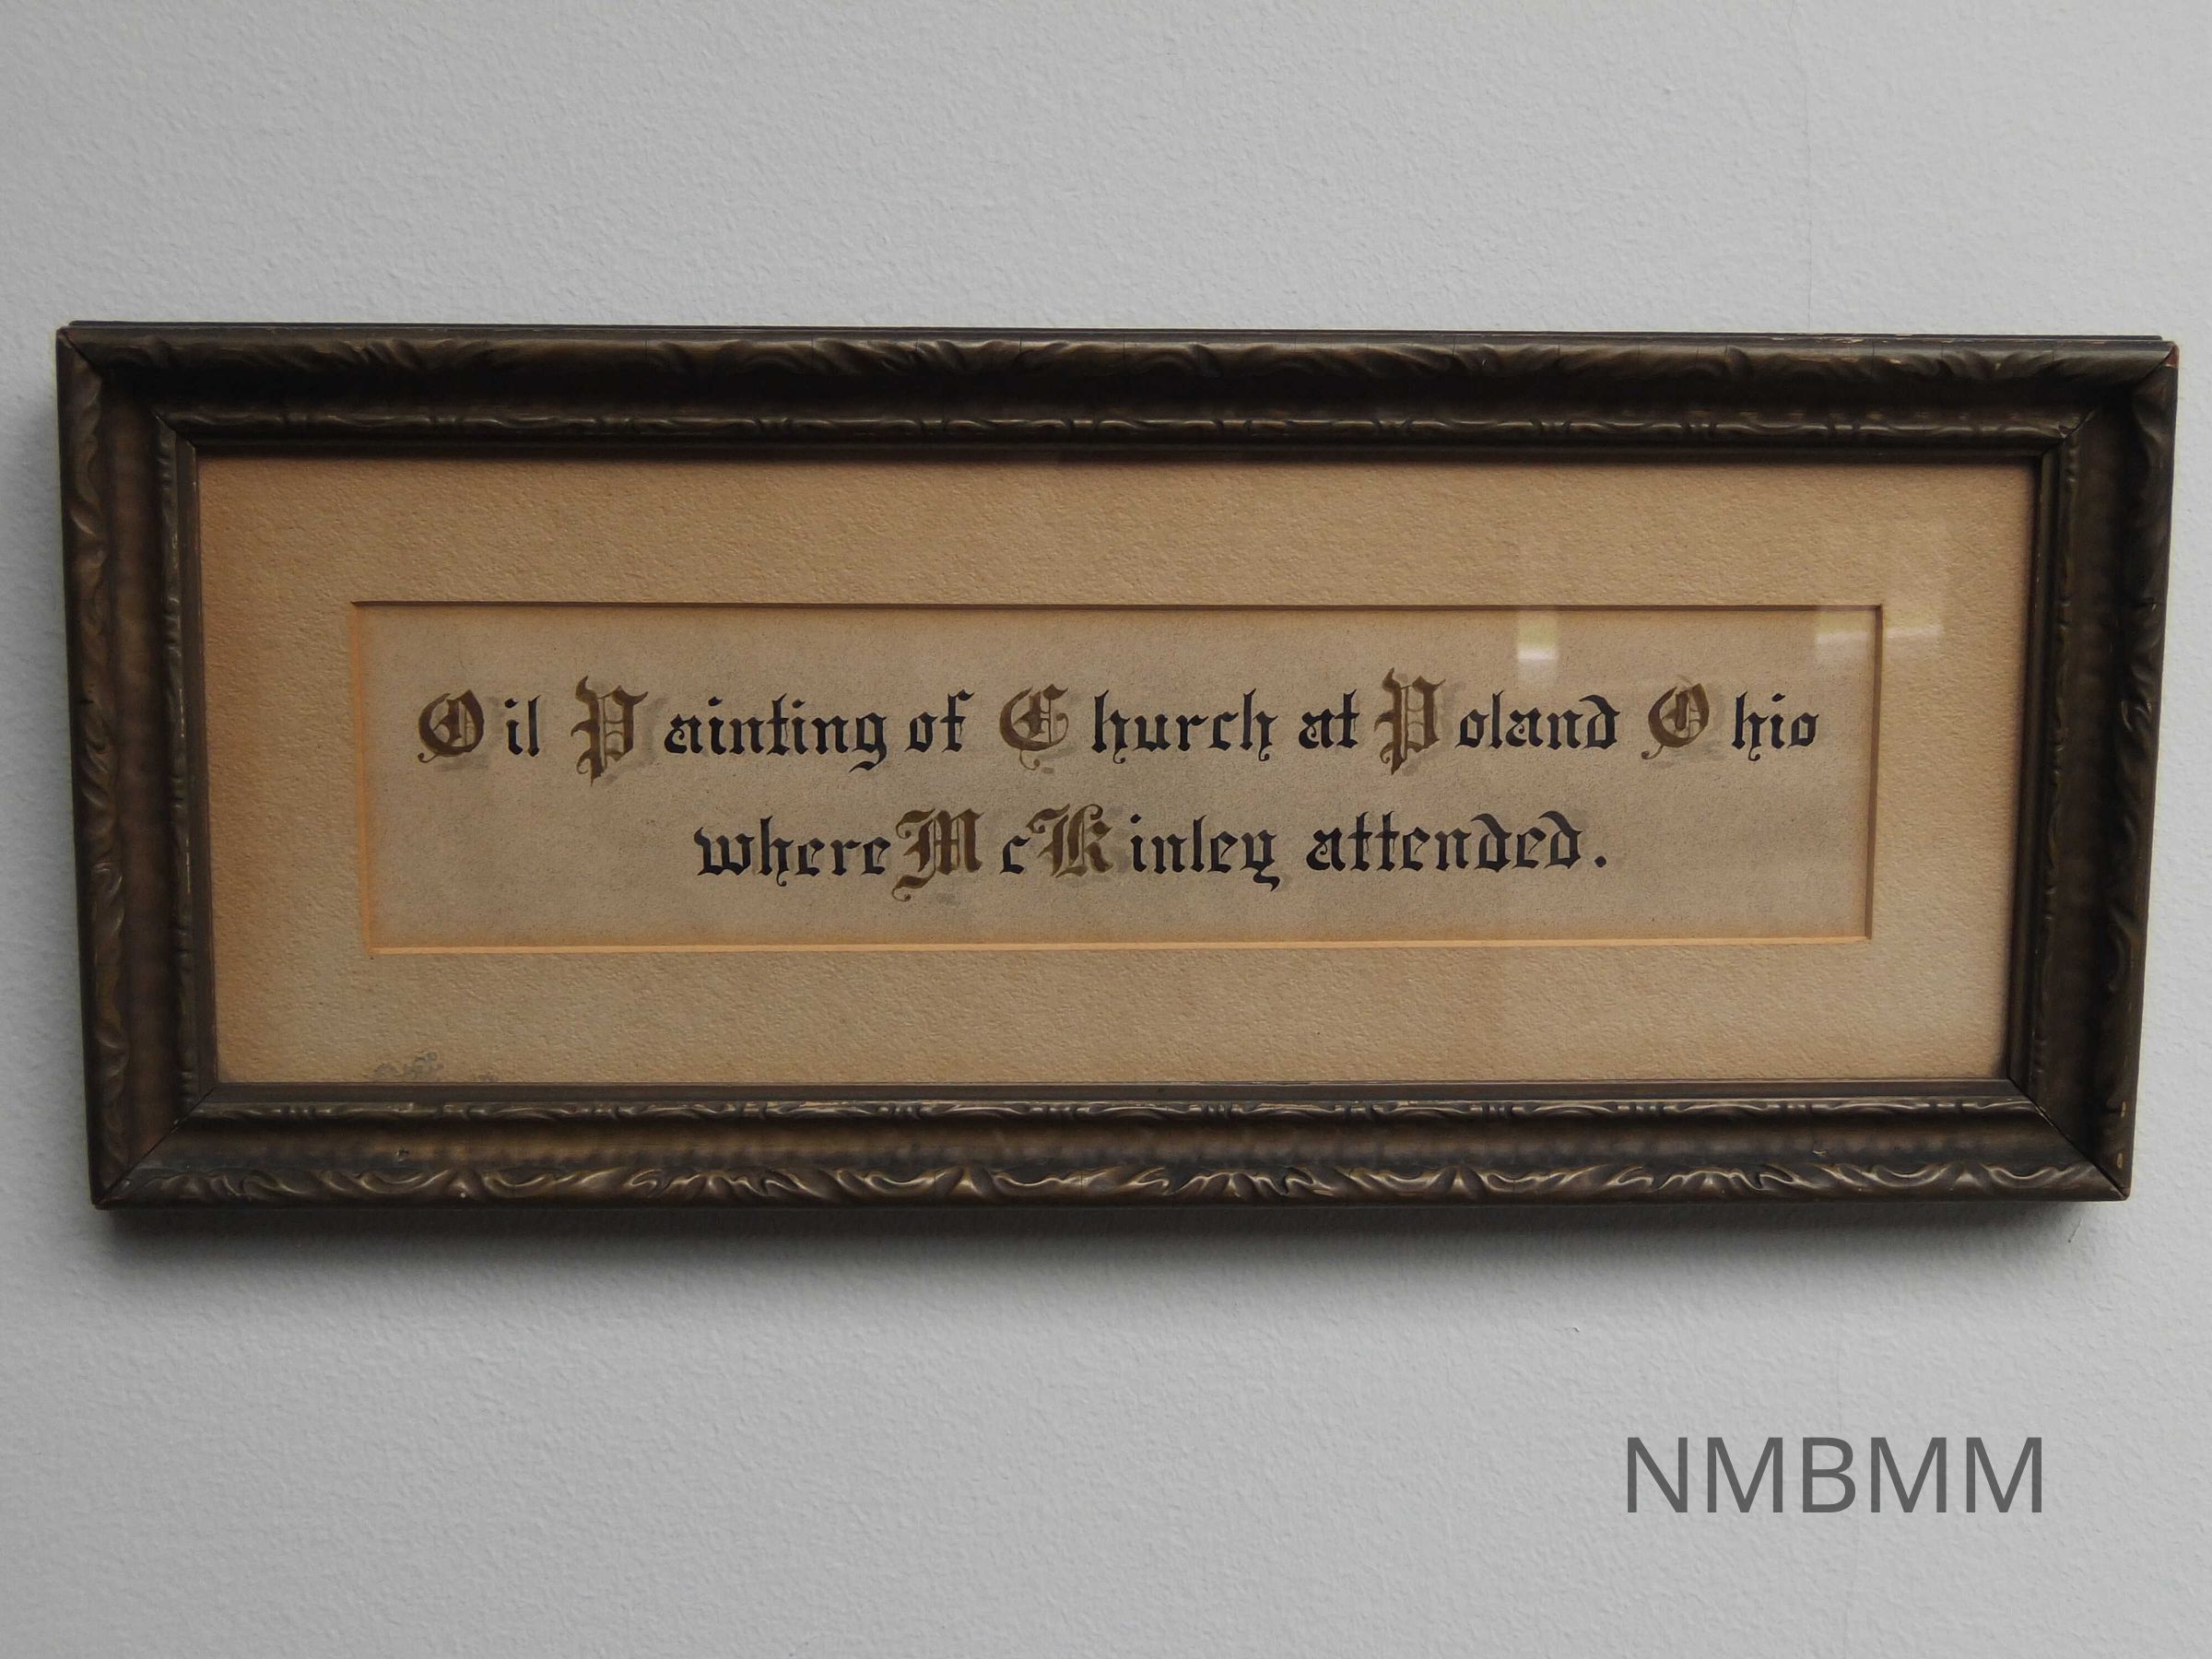 Oil Painting of Church at Poland Ohio
where McKinley attended.
NMBMM